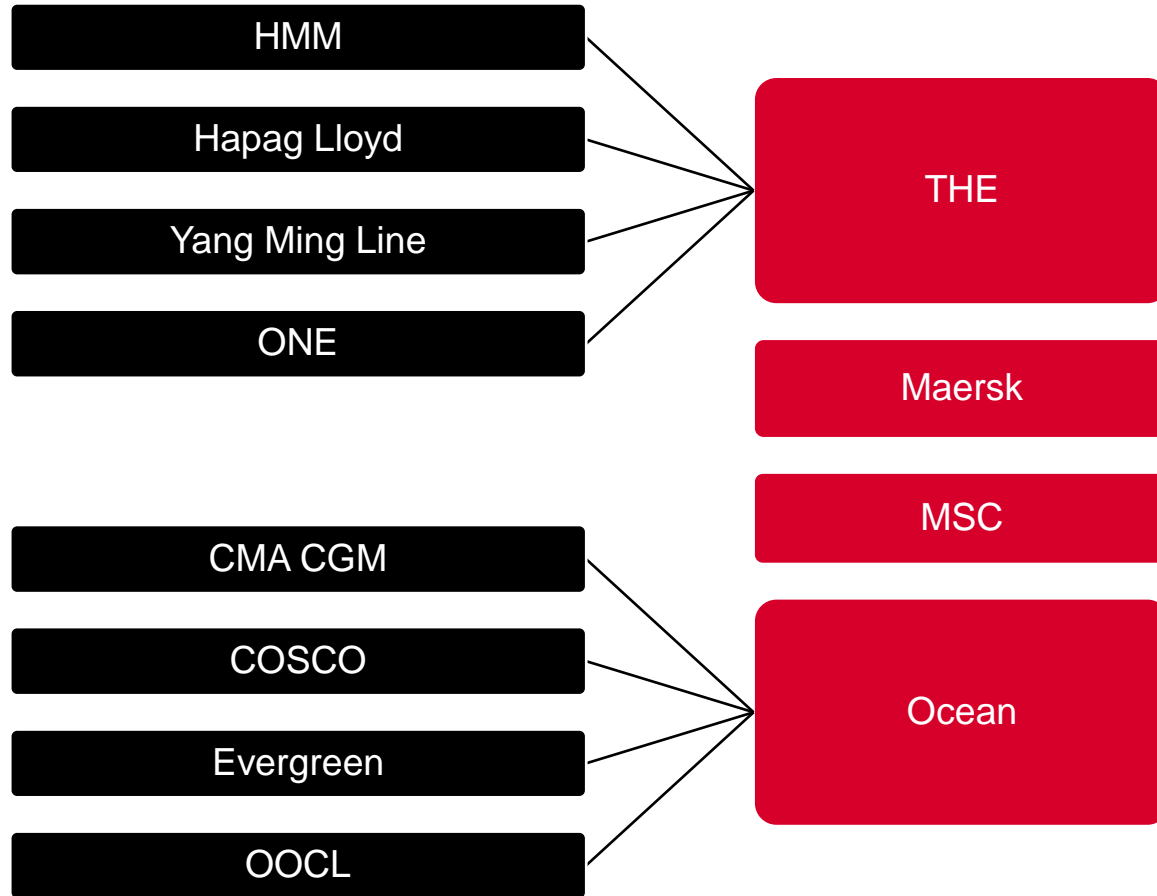 HMM
Hapag Lloyd
Yang Ming Line
ONE
THE
Maersk
MSC
CMA CGM
COSCO
Evergreen
OOCL
Ocean